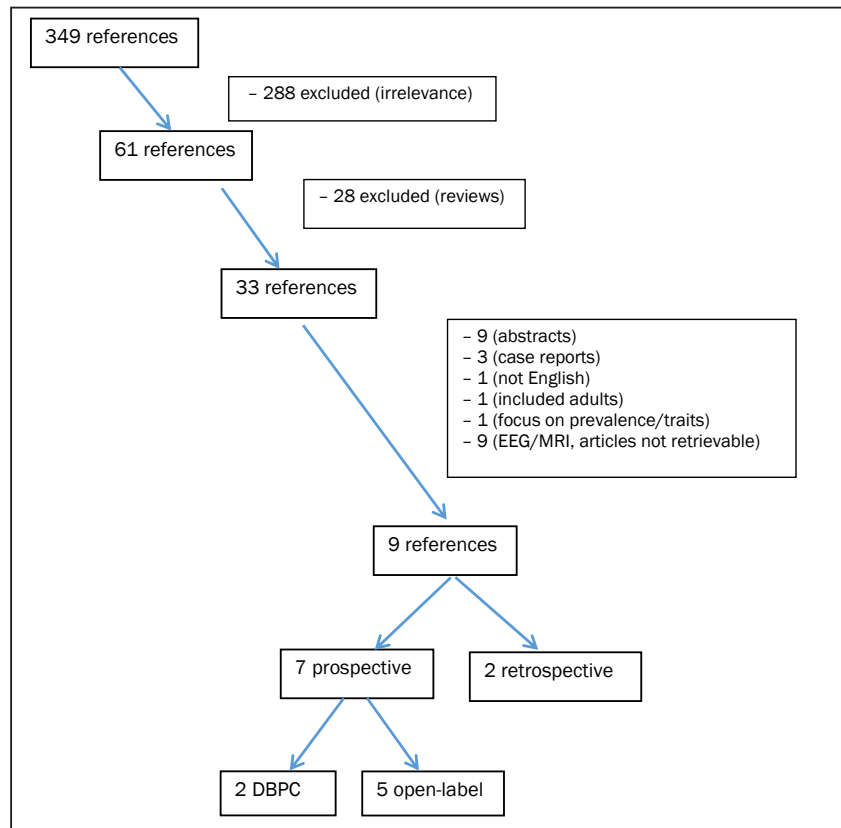 349 references
– 288 excluded (irrelevance)
61 references
– 28 excluded (reviews)
33 references
– 9 (abstracts)
– 3 (case reports)
– 1 (not English)
– 1 (included adults)
– 1 (focus on prevalence/traits)
– 9 (EEG/MRI, articles not retrievable)
9 references
7 prospective
2 retrospective
2 DBPC
5 open-label